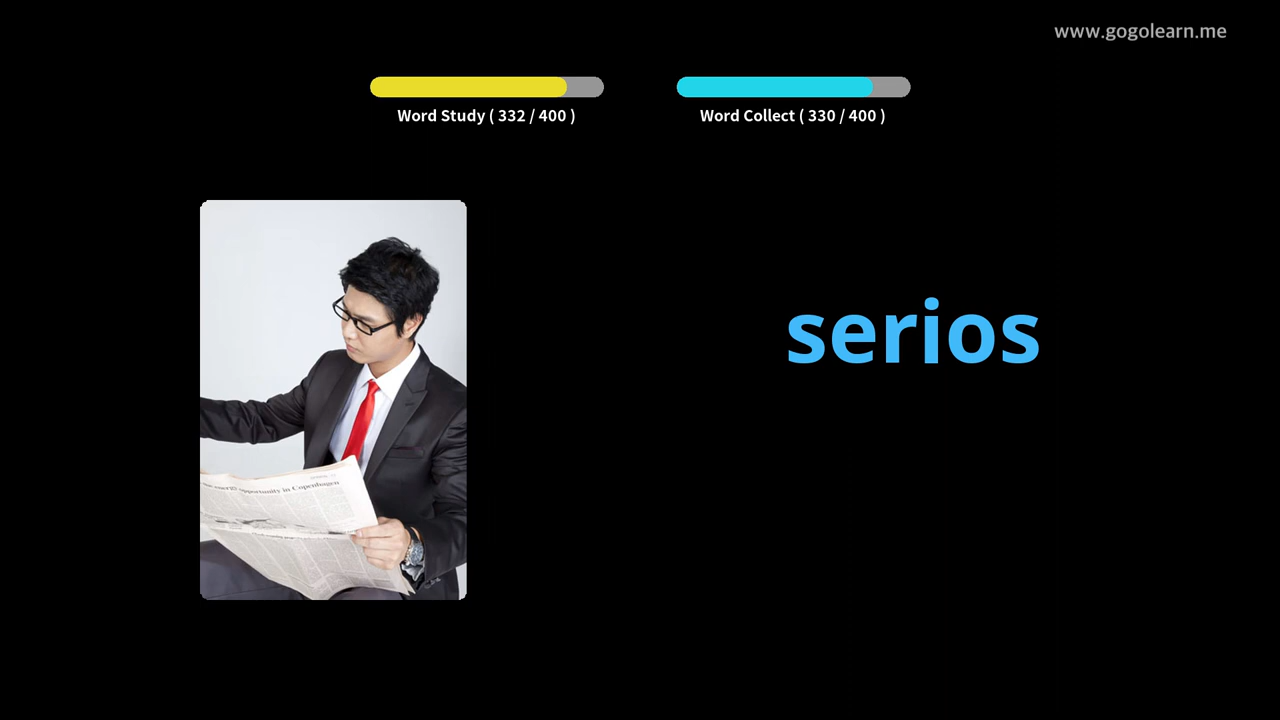 www.gogolearn.me
Word Study ( 332 / 400 )
Word Collect ( 330 / 400 )
serios
opportunity in Copenhagen